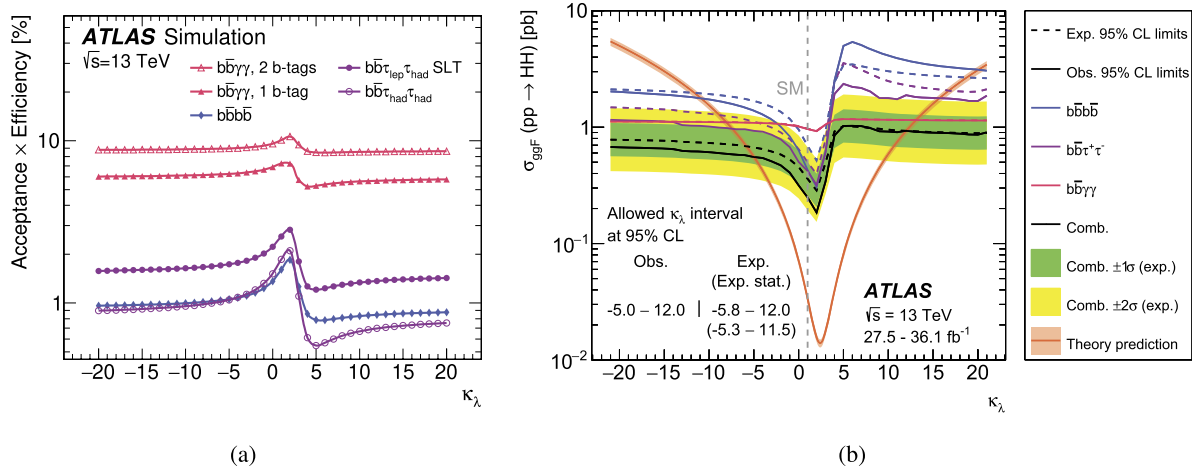 ATLAS Simulation
√s=13 TeV
bb̄γγ, 2 b-tags
bb̄γγ, 1 b-tag
bb̄bb̄
bb̄τlepτhad SLT
bb̄τhadτhad
Acceptance × Efficiency [%]
10
1
−20 −15 −10 −5 0 5 10 15 20
κλ
(a)
σggF (pp → HH) [pb]
10
1
10⁻¹
10⁻²
SM
Allowed κλ interval
at 95% CL
Obs. Exp.
(Exp. stat.)
-5.0 – 12.0 | -5.8 – 12.0
(-5.3 – 11.5)
ATLAS
√s = 13 TeV
27.5 - 36.1 fb⁻¹
−20 −15 −10 −5 0 5 10 15 20
κλ
Exp. 95% CL limits
Obs. 95% CL limits
bb̄bb̄
bb̄τ⁺τ⁻
bb̄γγ
Comb.
Comb. ±1σ (exp.)
Comb. ±2σ (exp.)
Theory prediction
(b)